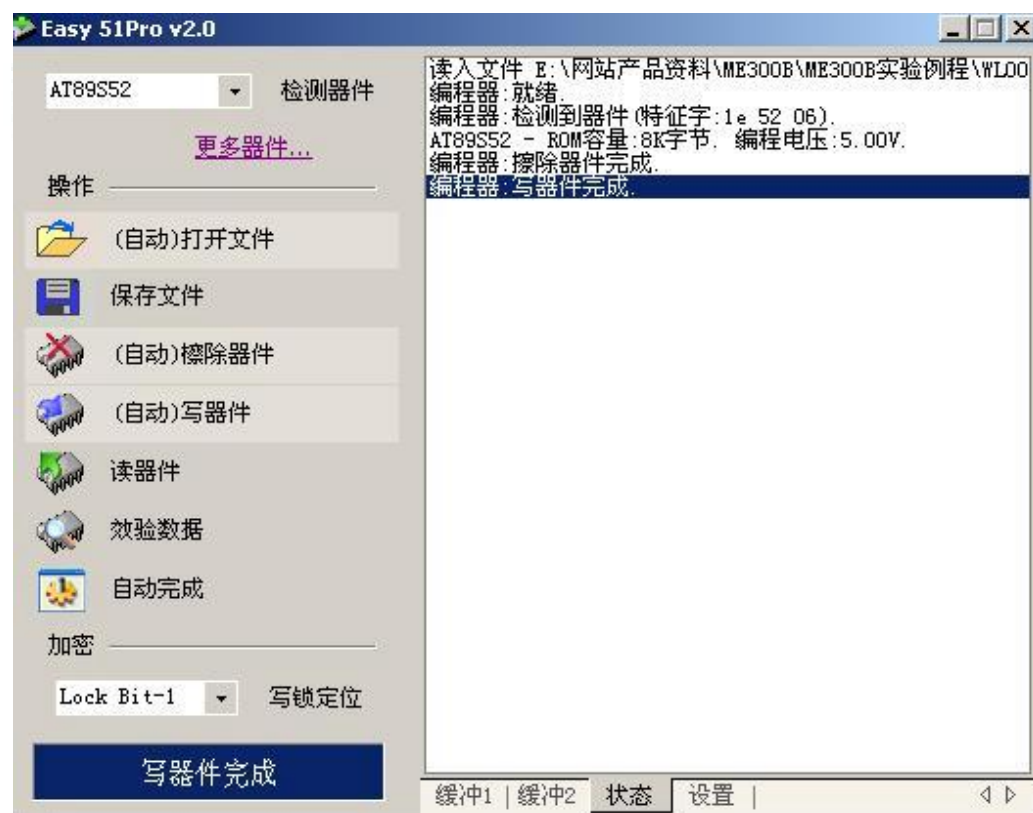 Easy 51Pro v2.0
AT89S52 检测器件
更多器件...
操作
(自动)打开文件
保存文件
(自动)擦除器件
(自动)写器件
读器件
效验数据
自动完成
加密
Lock Bit-1 写锁定位
写器件完成
读入文件 E:\网站产品资料\ME300B\ME300B实验例程\WL00
编程器:就绪.
编程器:检测到器件(特征字:1e 52 06).
AT89S52 - ROM容量:8K字节. 编程电压:5.00V.
编程器:擦除器件完成.
编程器:写器件完成.
缓冲1 | 缓冲2 状态 设置 |